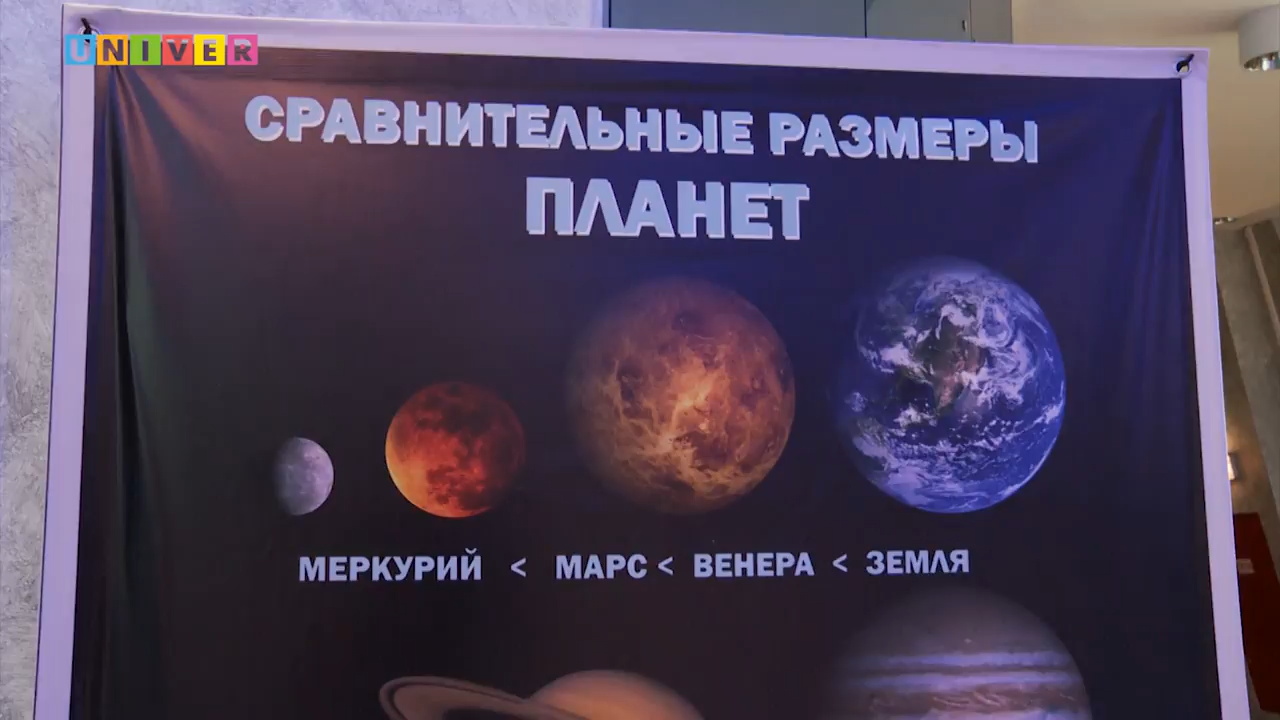 UNIVER
СРАВНИТЕЛЬНЫЕ РАЗМЕРЫ
ПЛАНЕТ
МЕРКУРИЙ < МАРС < ВЕНЕРА < ЗЕМЛЯ